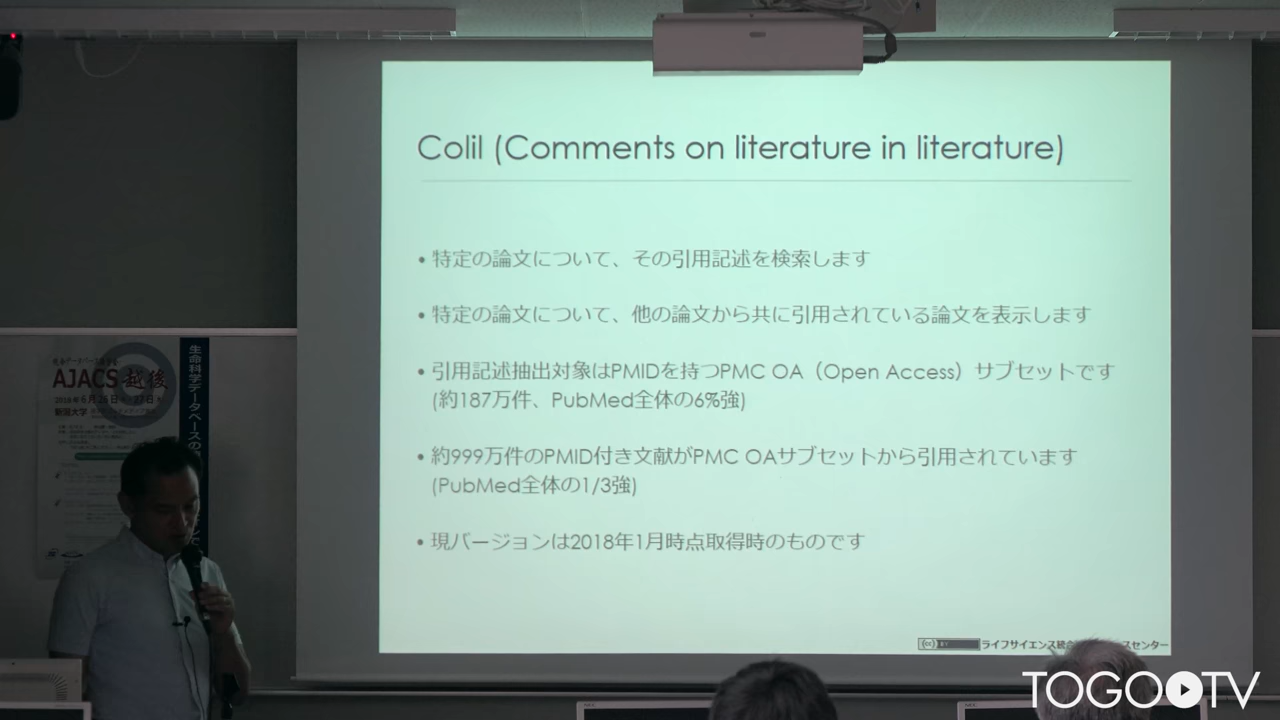 Colil (Comments on literature in literature)
• 特定の論文について、その引用記述を検索します
• 特定の論文について、他の論文から共に引用されている論文を表示します
• 引用記述抽出対象はPMIDを持つPMC OA（Open Access）サブセットです
(約187万件、PubMed全体の6%強)
• 約999万件のPMID付き文献がPMC OAサブセットから引用されています
(PubMed全体の1/3強)
• 現バージョンは2018年1月時点取得時のものです
ライフサイエンス統
スセンター
AJACS越後
新潟大学
生命科学データベースの
TOGO TV